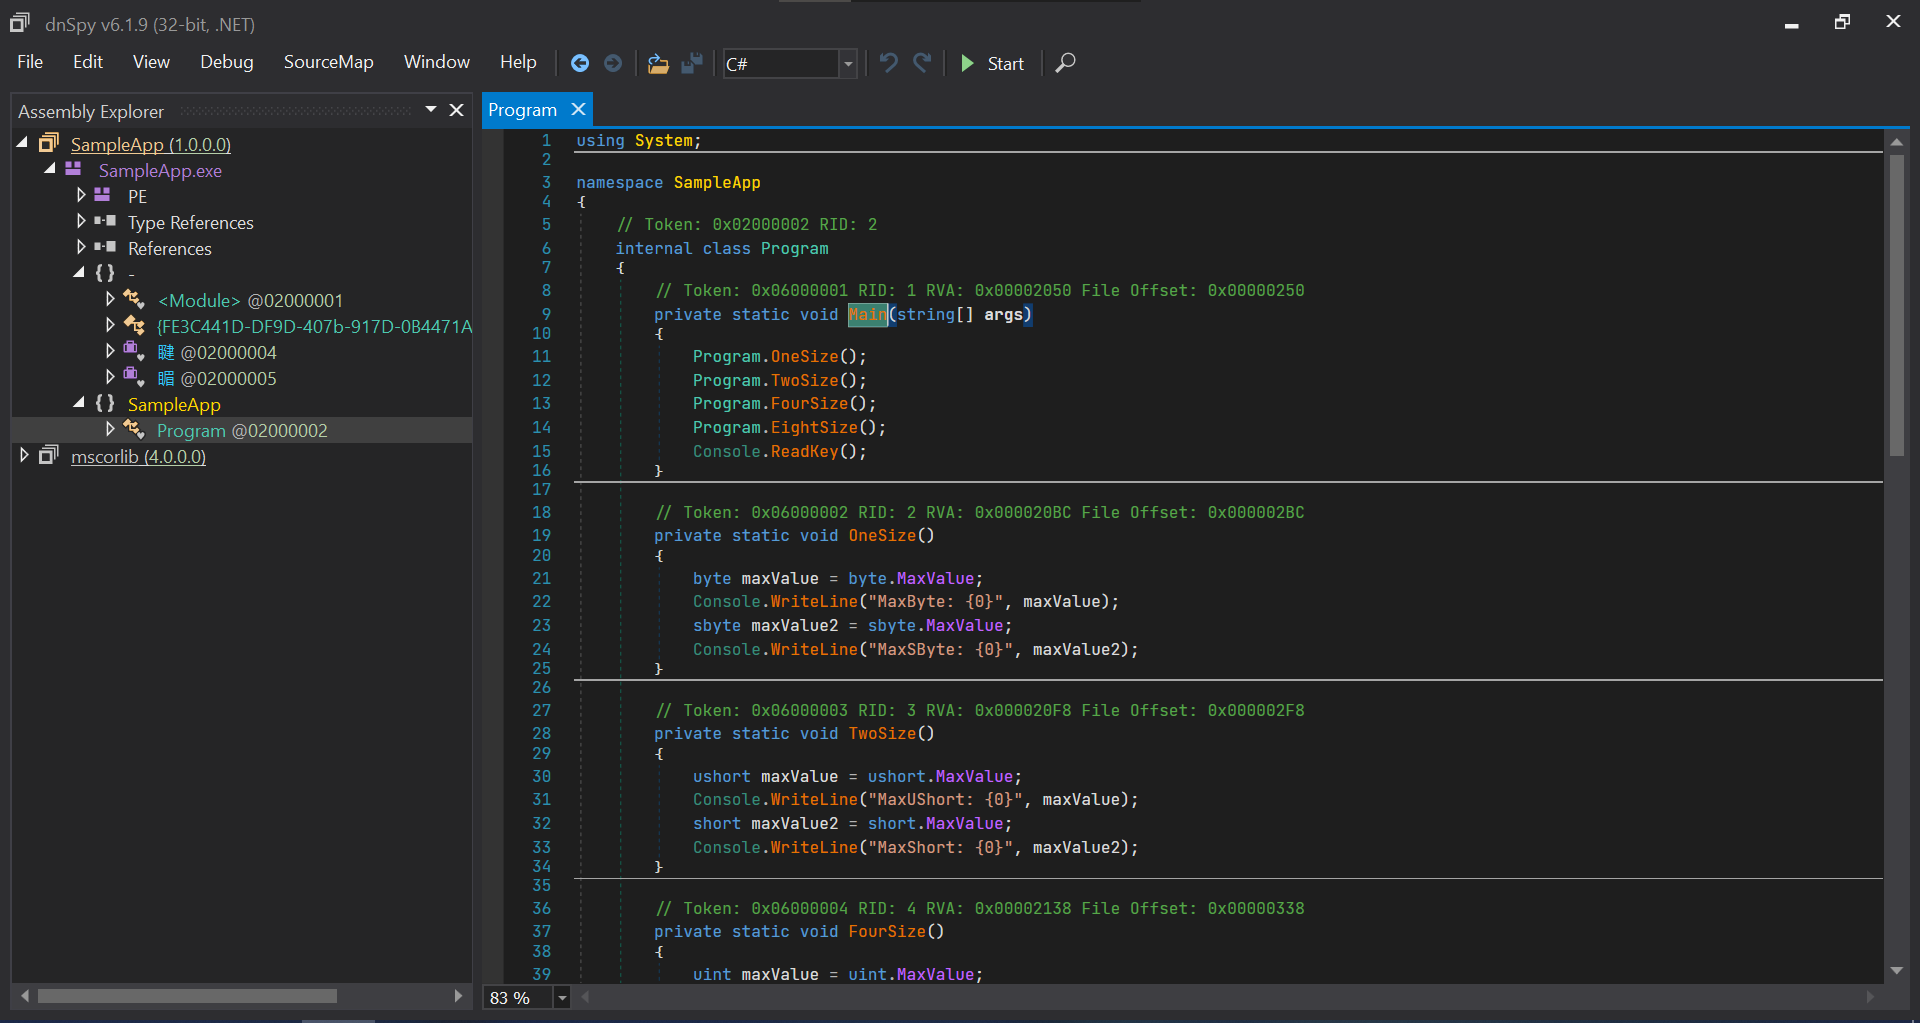 dnSpy v6.1.9 (32-bit, .NET)
File Edit View Debug SourceMap Window Help C# Start
Assembly Explorer
SampleApp (1.0.0.0)
SampleApp.exe
PE
Type References
References
{ } -
<Module> @02000001
{FE3C441D-DF9D-407b-917D-0B4471A
@02000004
@02000005
{ } SampleApp
Program @02000002
mscorlib (4.0.0.0)
Program
1 using System;
2
3 namespace SampleApp
4 {
5 // Token: 0x02000002 RID: 2
6 internal class Program
7 {
8 // Token: 0x06000001 RID: 1 RVA: 0x00002050 File Offset: 0x00000250
9 private static void Main(string[] args)
10 {
11 Program.OneSize();
12 Program.TwoSize();
13 Program.FourSize();
14 Program.EightSize();
15 Console.ReadKey();
16 }
17
18 // Token: 0x06000002 RID: 2 RVA: 0x000020BC File Offset: 0x000002BC
19 private static void OneSize()
20 {
21 byte maxValue = byte.MaxValue;
22 Console.WriteLine("MaxByte: {0}", maxValue);
23 sbyte maxValue2 = sbyte.MaxValue;
24 Console.WriteLine("MaxSByte: {0}", maxValue2);
25 }
26
27 // Token: 0x06000003 RID: 3 RVA: 0x000020F8 File Offset: 0x000002F8
28 private static void TwoSize()
29 {
30 ushort maxValue = ushort.MaxValue;
31 Console.WriteLine("MaxUShort: {0}", maxValue);
32 short maxValue2 = short.MaxValue;
33 Console.WriteLine("MaxShort: {0}", maxValue2);
34 }
35
36 // Token: 0x06000004 RID: 4 RVA: 0x00002138 File Offset: 0x00000338
37 private static void FourSize()
38 {
39 uint maxValue = uint.MaxValue;
83 %